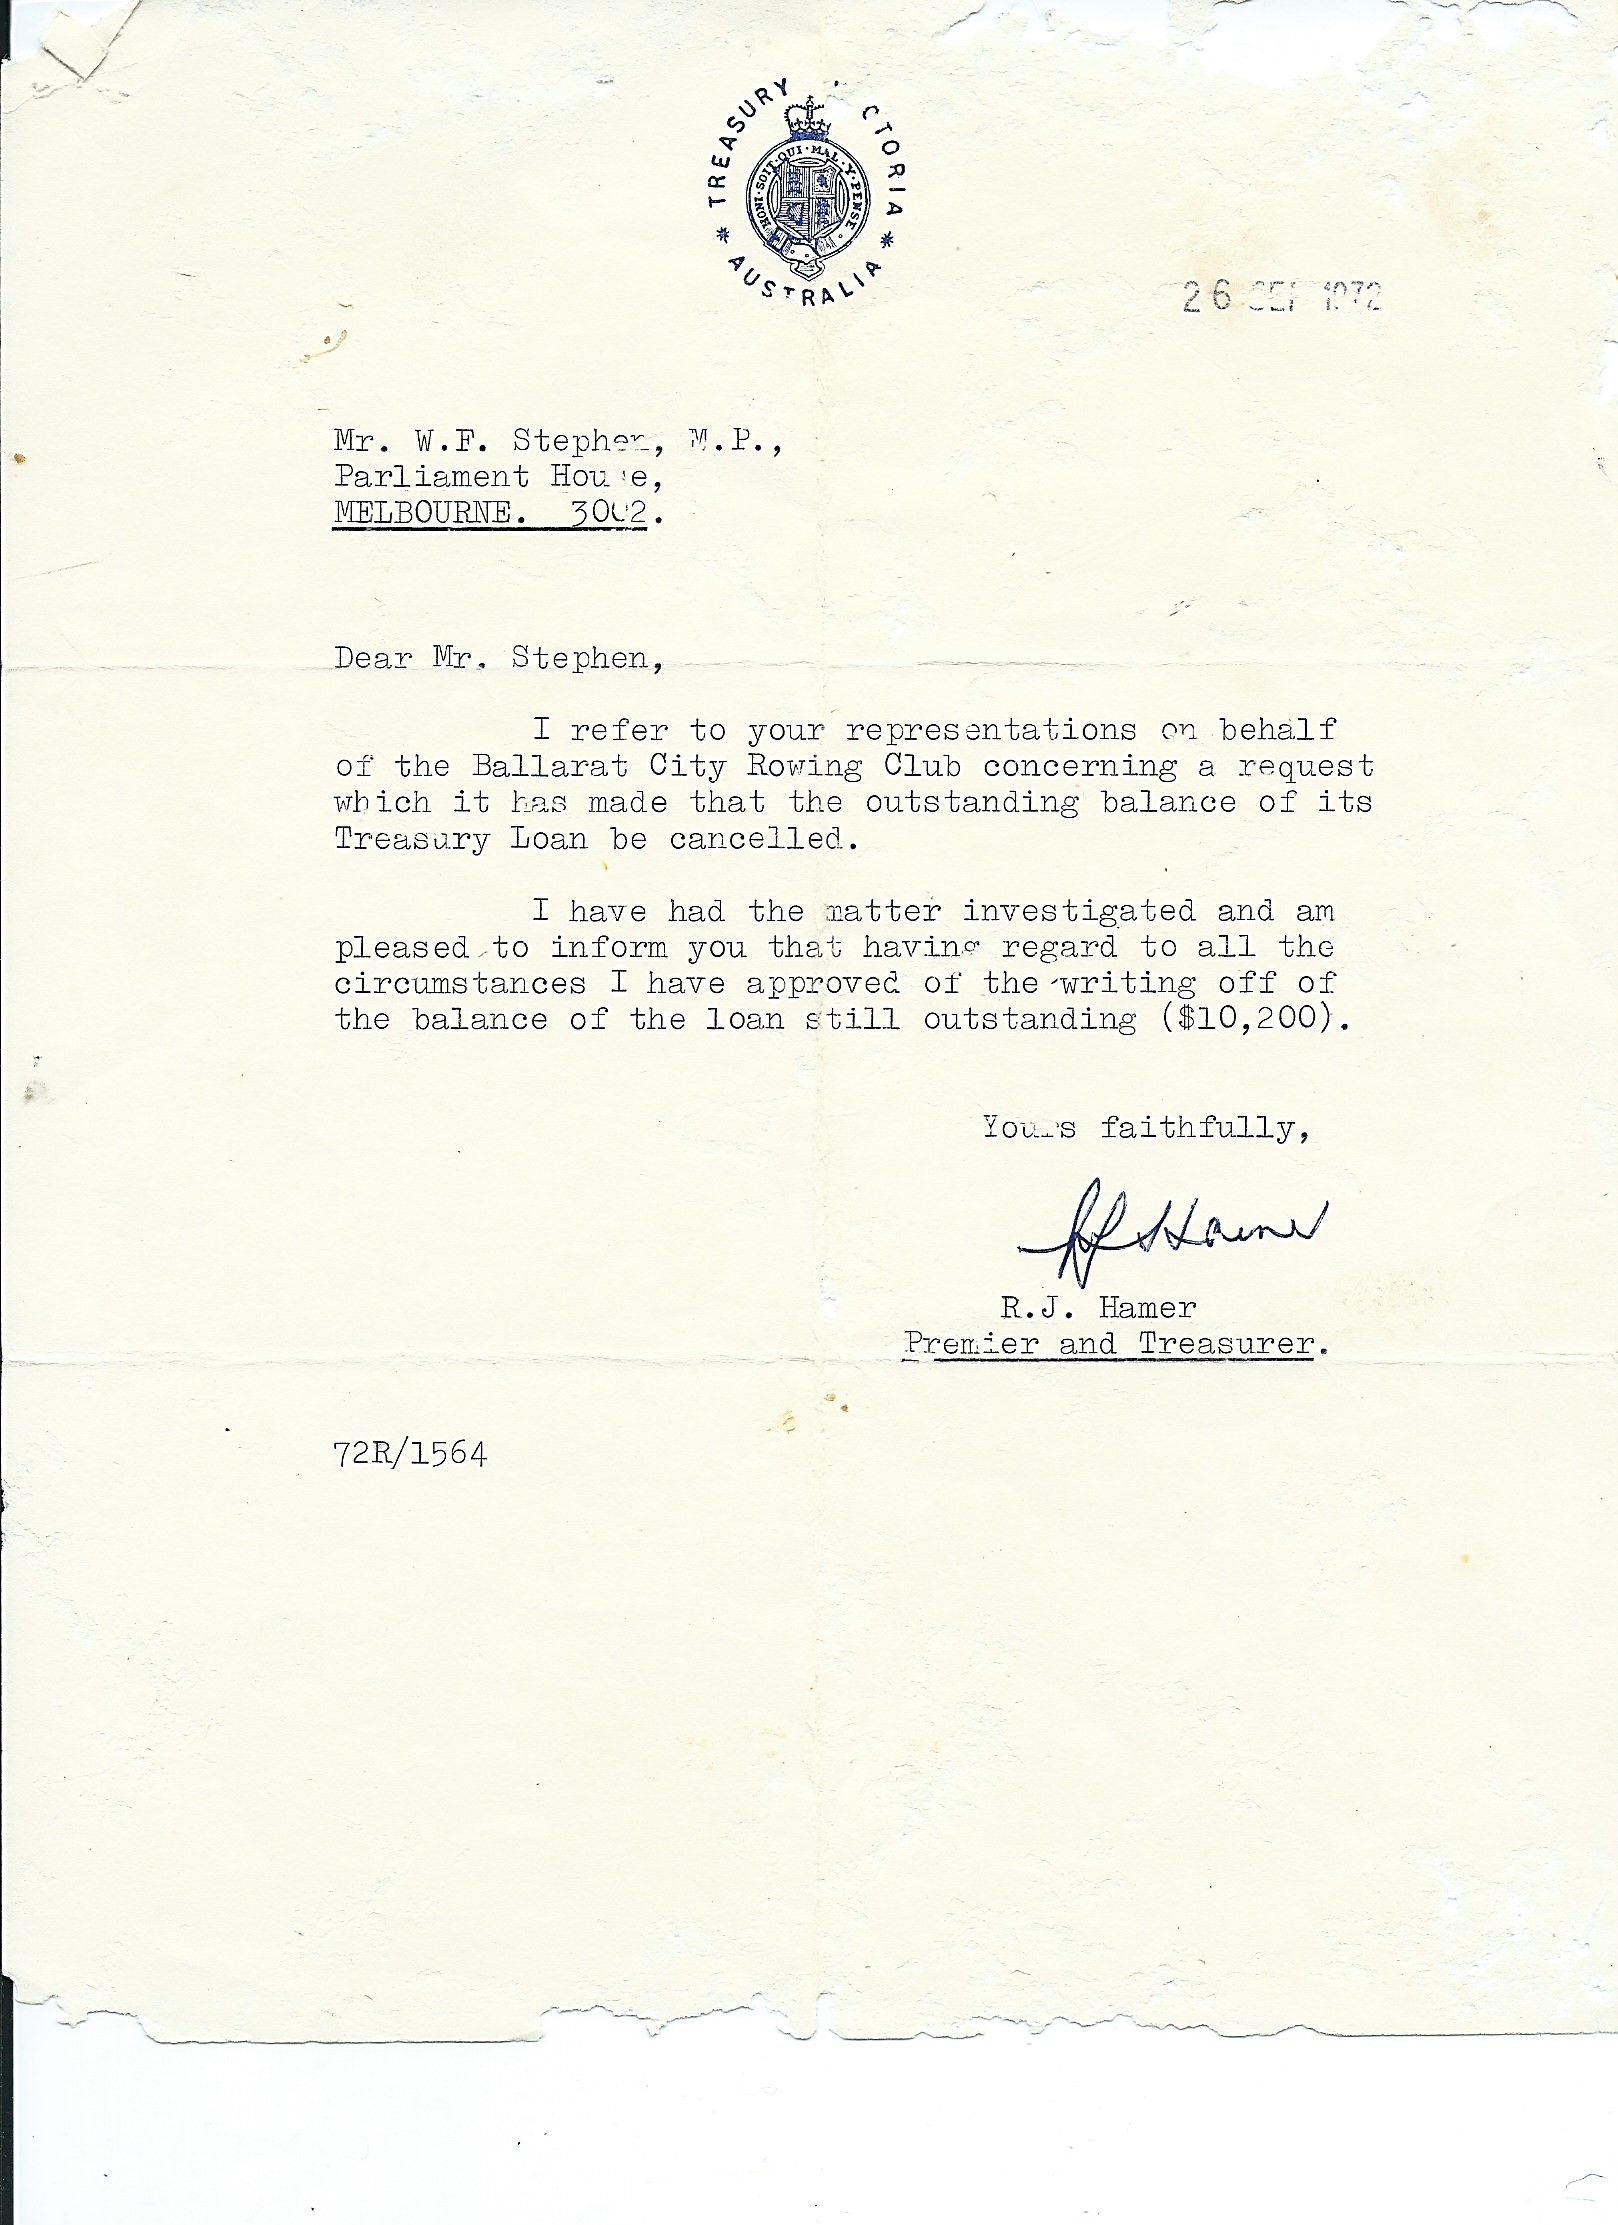 TREASURY CTORIA
* AUSTRALIA *
HONI · SOIT · QUI · MAL · Y · PENSE ·
26 SEP 1972
Mr. W.F. Stephen, M.P.,
Parliament House,
MELBOURNE. 3002.
Dear Mr. Stephen,
I refer to your representations on behalf
of the Ballarat City Rowing Club concerning a request
which it has made that the outstanding balance of its
Treasury Loan be cancelled.
I have had the matter investigated and am
pleased to inform you that having regard to all the
circumstances I have approved of the writing off of
the balance of the loan still outstanding ($10,200).
Yours faithfully,
RJ Hamer
R.J. Hamer
Premier and Treasurer.
72R/1564